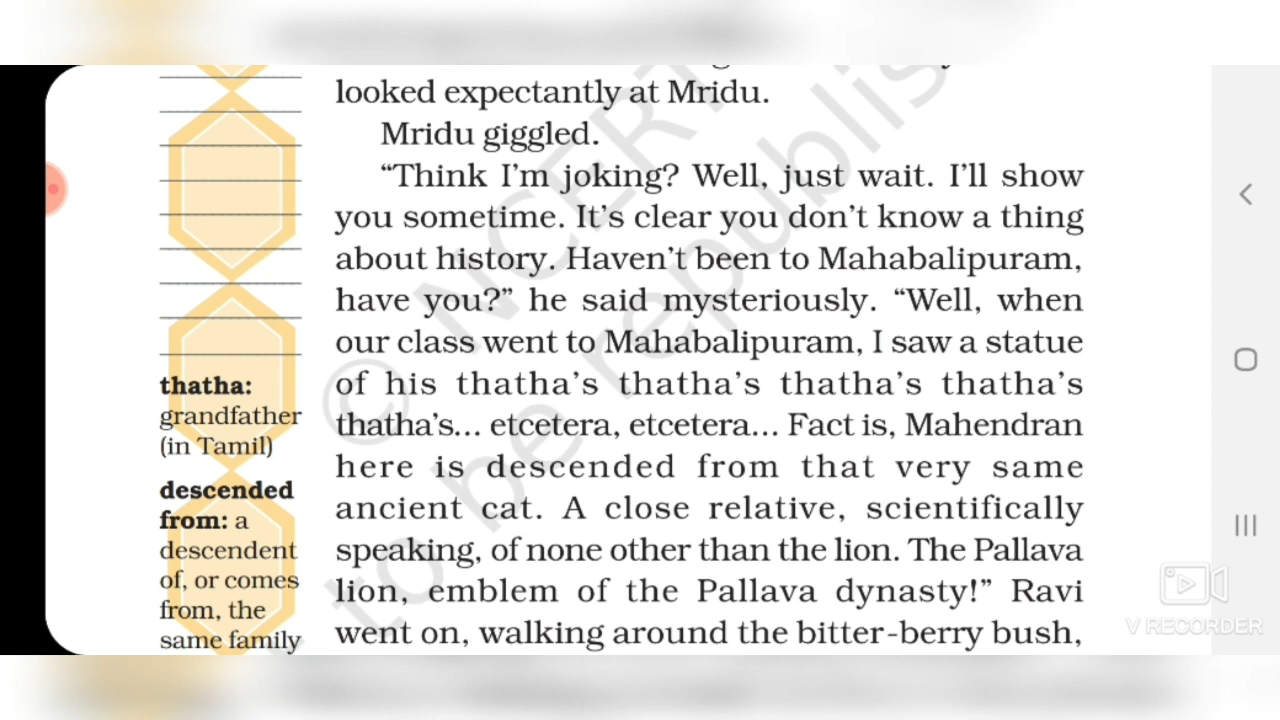 looked expectantly at Mridu.
Mridu giggled.
“Think I’m joking? Well, just wait. I’ll show
you sometime. It’s clear you don’t know a thing
about history. Haven’t been to Mahabalipuram,
have you?” he said mysteriously. “Well, when
our class went to Mahabalipuram, I saw a statue
of his thatha’s thatha’s thatha’s thatha’s
thatha’s... etcetera, etcetera... Fact is, Mahendran
here is descended from that very same
ancient cat. A close relative, scientifically
speaking, of none other than the lion. The Pallava
lion, emblem of the Pallava dynasty!” Ravi
went on, walking around the bitter-berry bush,
thatha:
grandfather
(in Tamil)
descended
from: a
descendent
of, or comes
from, the
same family
© NCERT
to be republis
V RECORDER